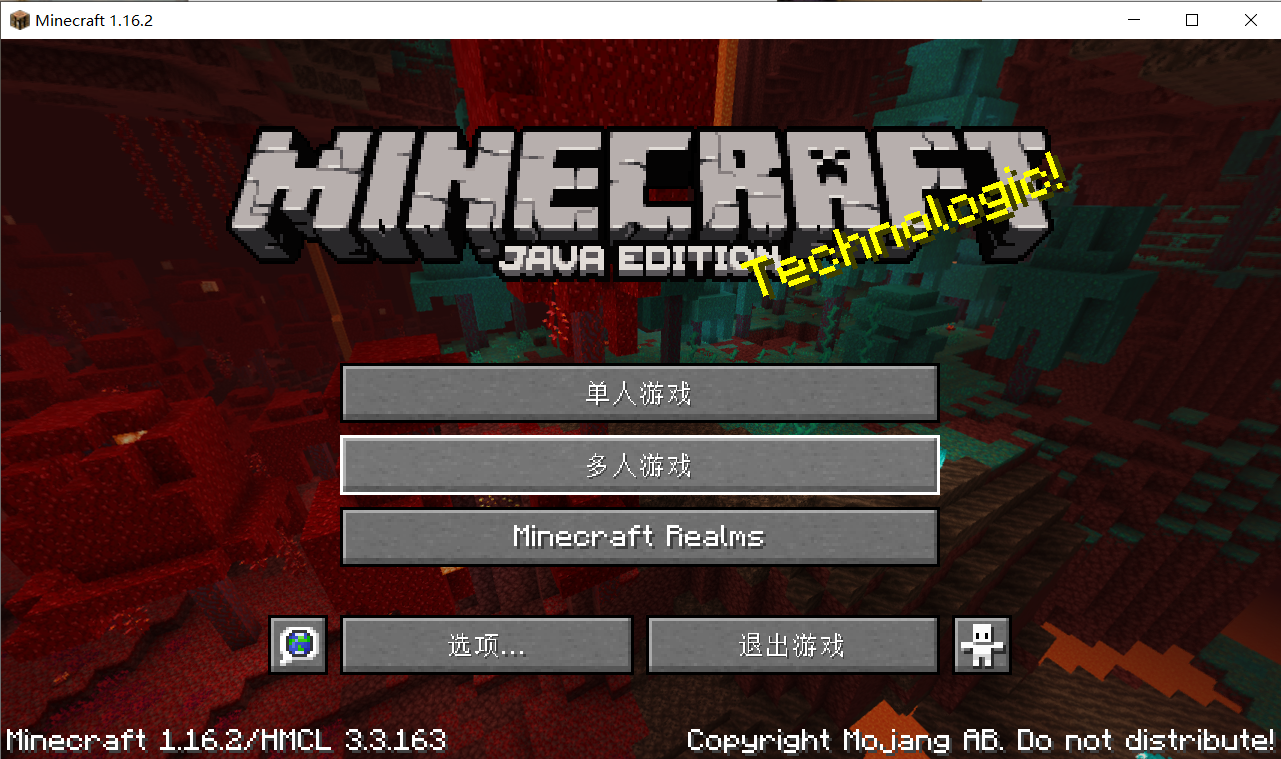 Minecraft 1.16.2
MINECRAFT
JAVA EDITION
Technologic!
单人游戏
多人游戏
Minecraft Realms
选项...
退出游戏
Minecraft 1.16.2/HMCL 3.3.163
Copyright Mojang AB. Do not distribute!